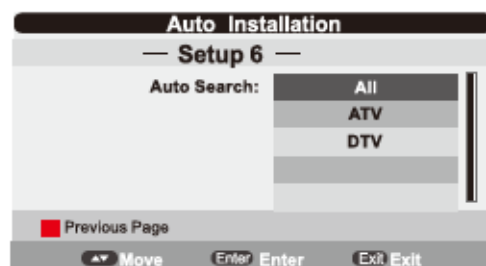 Auto Installation
— Setup 6 —
Auto Search: All
ATV
DTV
Previous Page
Move Enter Enter Exit Exit